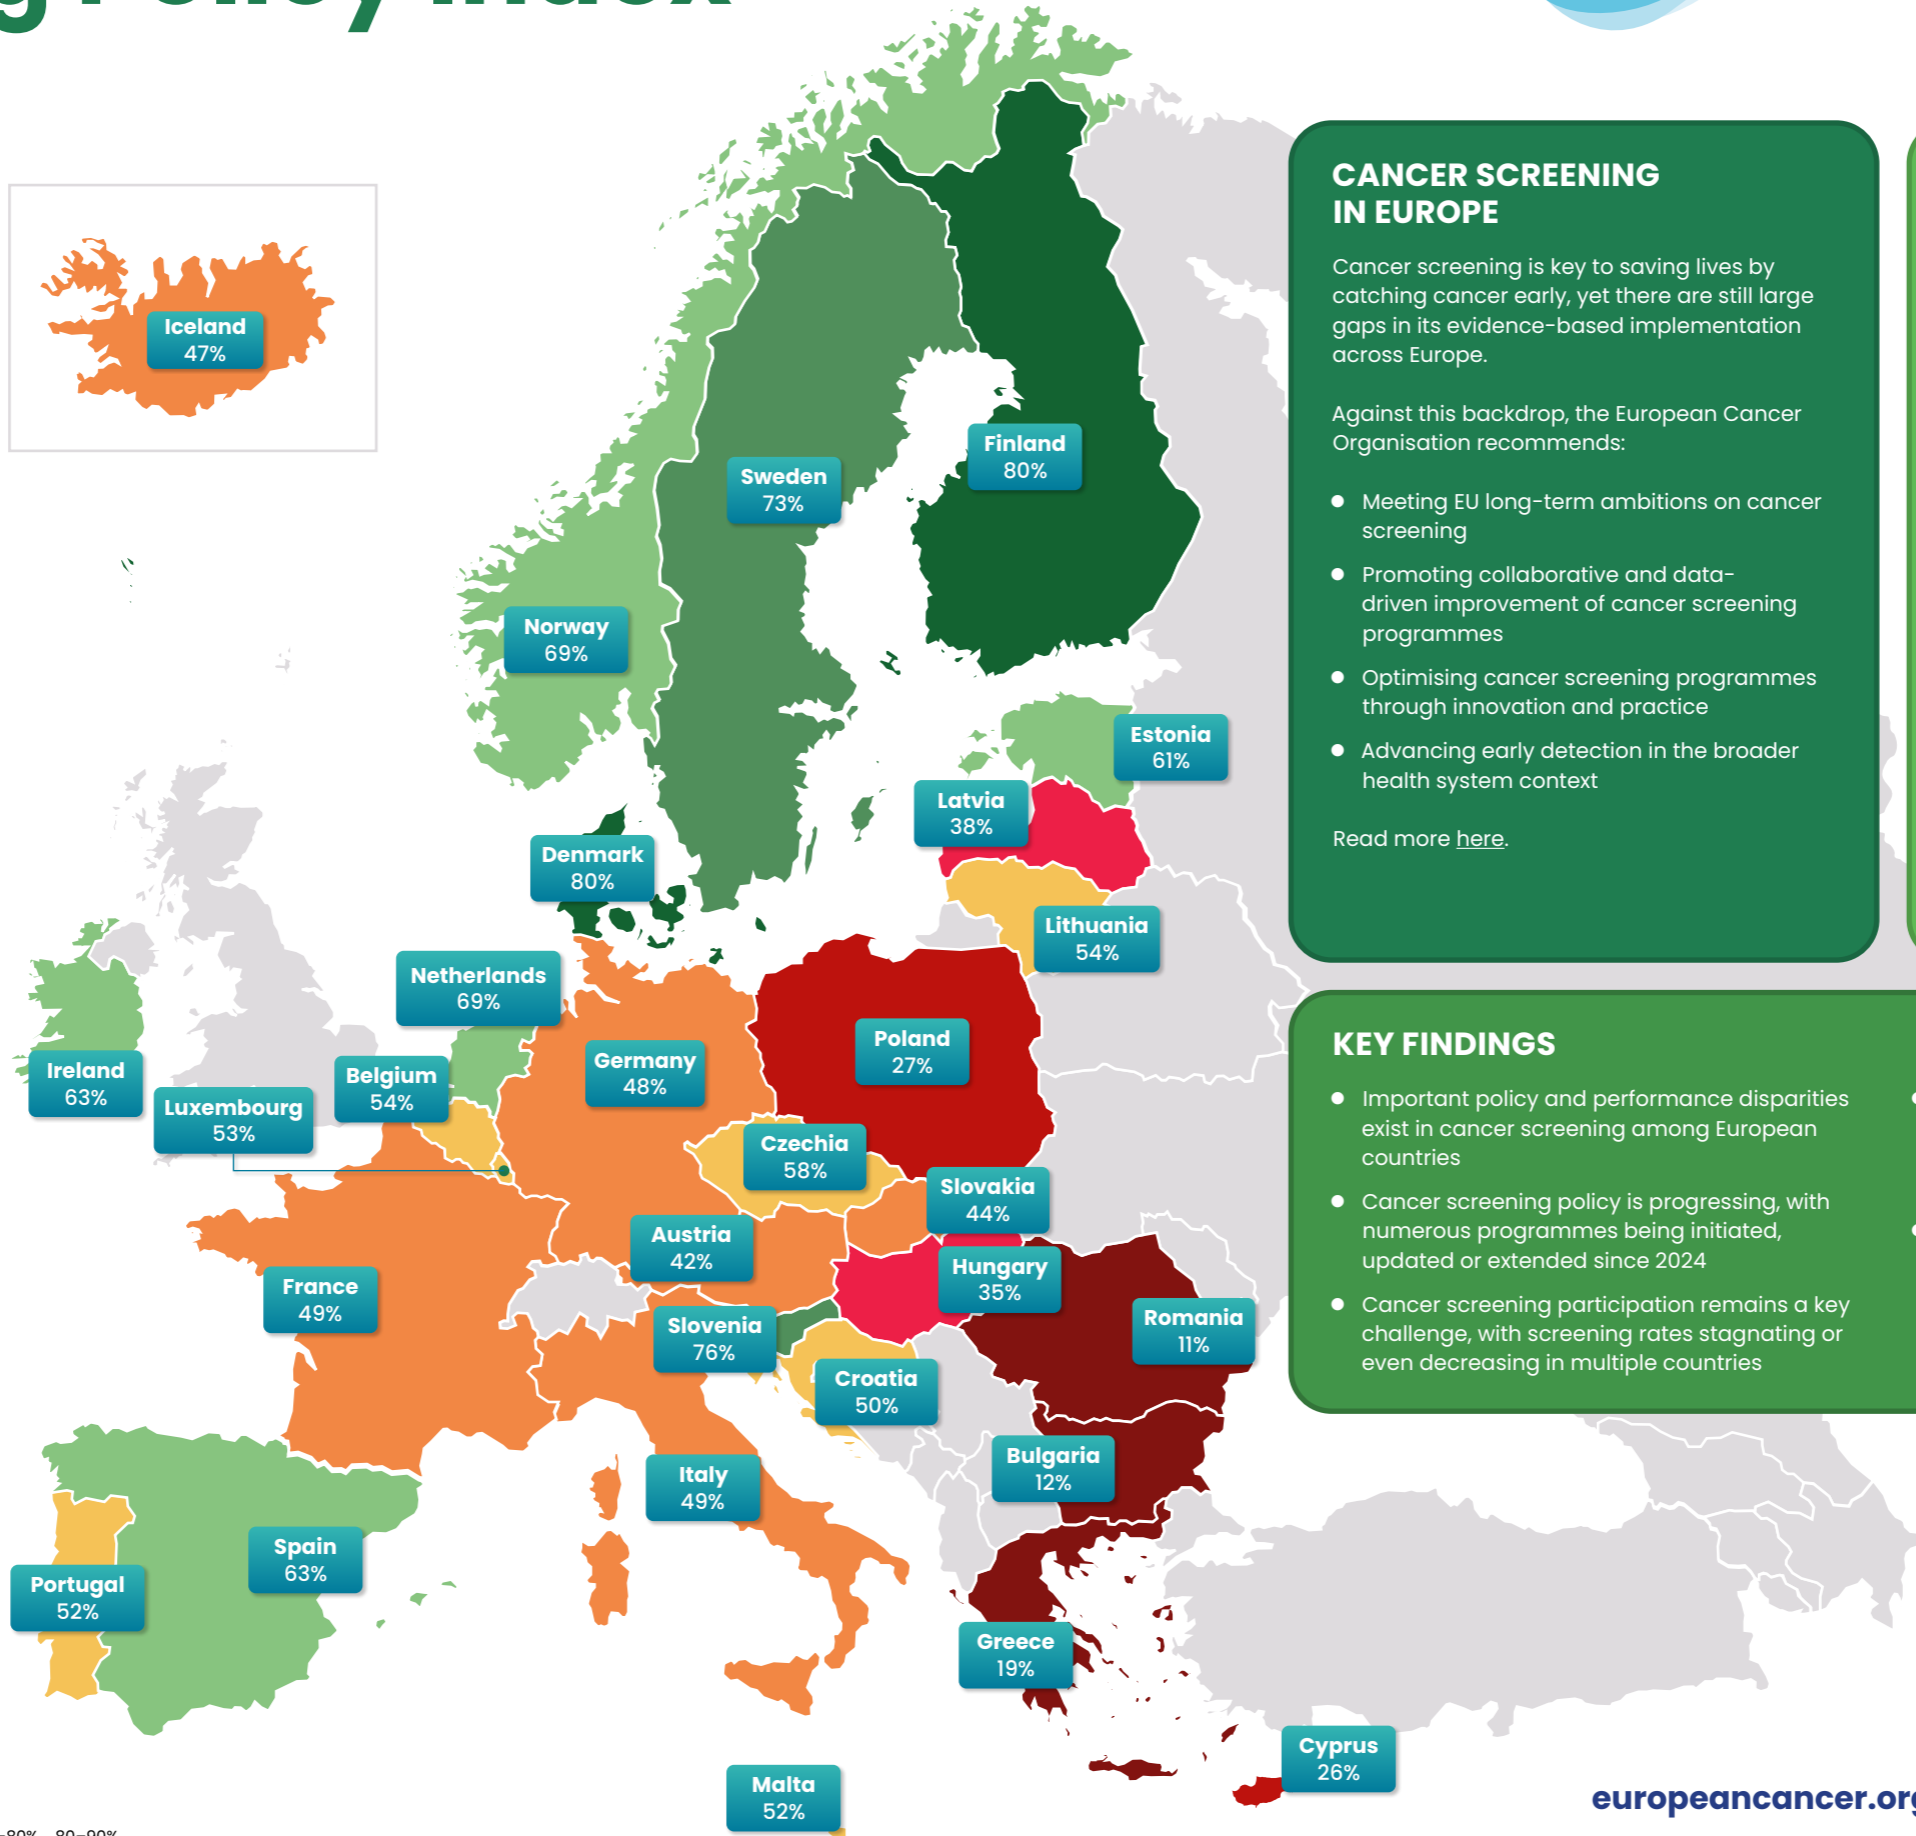 g Policy Index
Iceland
47%
Sweden
73%
Finland
80%
Norway
69%
Estonia
61%
Latvia
38%
Denmark
80%
Lithuania
54%
Netherlands
69%
Ireland
63%
Belgium
54%
Luxembourg
53%
Germany
48%
Poland
27%
Czechia
58%
Slovakia
44%
Austria
42%
Hungary
35%
France
49%
Slovenia
76%
Romania
11%
Croatia
50%
Italy
49%
Bulgaria
12%
Spain
63%
Portugal
52%
Greece
19%
Cyprus
26%
Malta
52%
CANCER SCREENING
IN EUROPE
Cancer screening is key to saving lives by
catching cancer early, yet there are still large
gaps in its evidence-based implementation
across Europe.
Against this backdrop, the European Cancer
Organisation recommends:
● Meeting EU long-term ambitions on cancer
screening
● Promoting collaborative and data-
driven improvement of cancer screening
programmes
● Optimising cancer screening programmes
through innovation and practice
● Advancing early detection in the broader
health system context
Read more here.
KEY FINDINGS
● Important policy and performance disparities
exist in cancer screening among European
countries
● Cancer screening policy is progressing, with
numerous programmes being initiated,
updated or extended since 2024
● Cancer screening participation remains a key
challenge, with screening rates stagnating or
even decreasing in multiple countries
europeancancer.org
-80% 80-90%